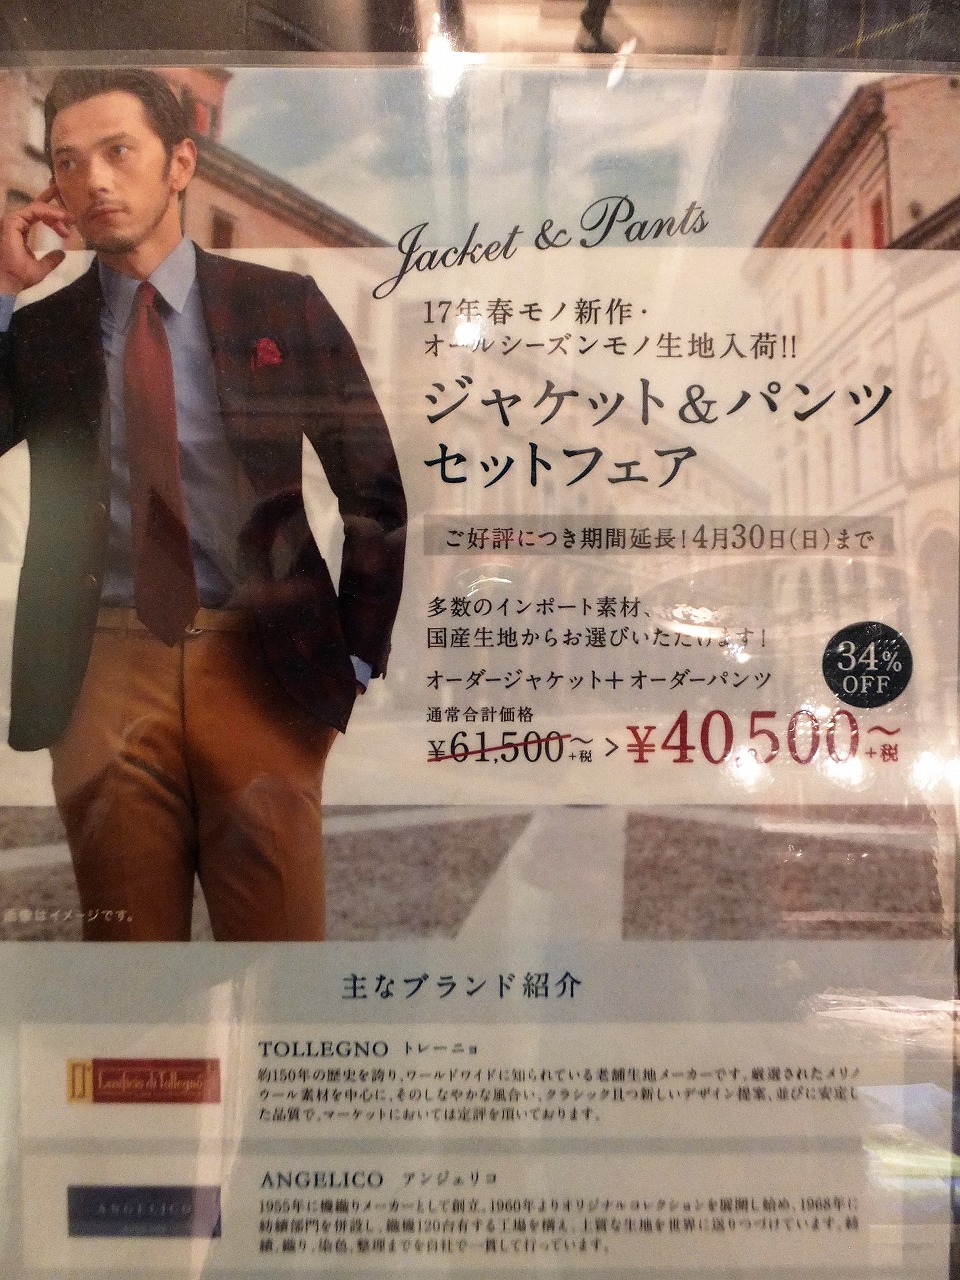 Jacket & Pants
17年春モノ新作・
オールシーズンモノ生地入荷!!
ジャケット&パンツ
セットフェア
ご好評につき期間延長!4月30日(日)まで
多数のインポート素材、
国産生地からお選びいただけます!
34%
OFF
オーダージャケット+オーダーパンツ
通常合計価格
¥61,500~+税 > ¥40,500~+税
画像はイメージです。
主なブランド紹介
TOLLEGNO トレーニョ
約150年の歴史を誇り、ワールドワイドに知られている老舗生地メーカーです。厳選されたメリノ
ウール素材を中心に、そのしなやかな風合い、クラシック且つ新しいデザイン提案、並びに安定し
た品質で、マーケットにおいては定評を頂いております。
ANGELICO アンジェリコ
ANGELICO
1955年に機織りメーカーとして創立。1960年よりオリジナルコレクションを展開し始め、1968年に
紡績部門を併設し、織機120台有する工場を構え、上質な生地を世界に送りつづけています。紡
績、織り、染色、整理までを自社で一貫して行っています。